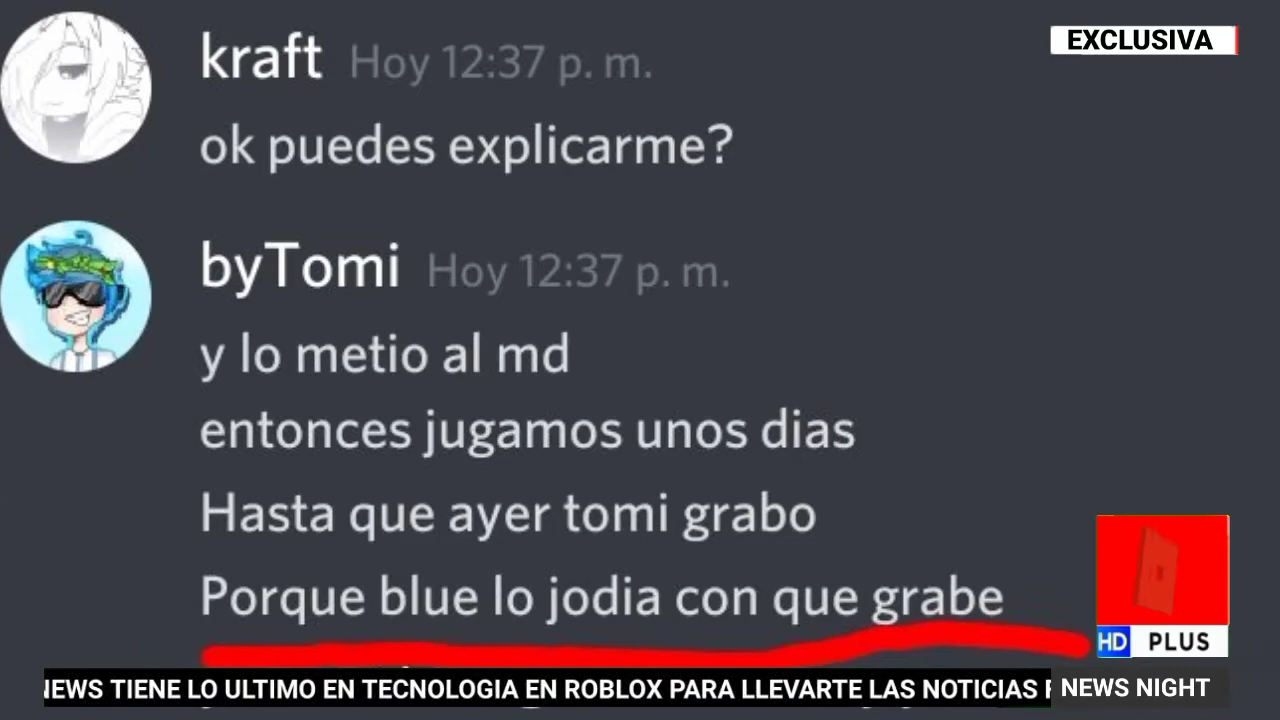 EXCLUSIVA
kraft Hoy 12:37 p. m.
ok puedes explicarme?
byTomi Hoy 12:37 p. m.
y lo metio al md
entonces jugamos unos dias
Hasta que ayer tomi grabo
Porque blue lo jodia con que grabe
HD PLUS
NEWS TIENE LO ULTIMO EN TECNOLOGIA EN ROBLOX PARA LLEVARTE LAS NOTICIAS
NEWS NIGHT